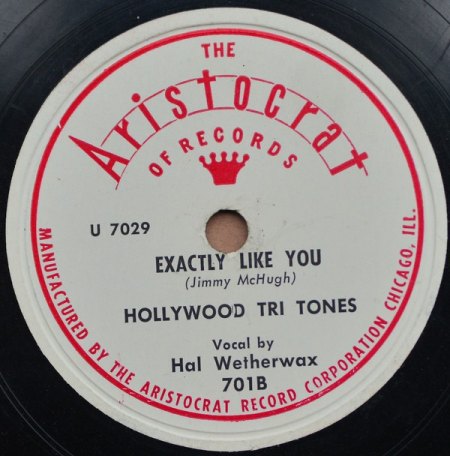 THE
Aristocrat
OF RECORDS
U 7029
EXACTLY LIKE YOU
(Jimmy McHugh)
HOLLYWOOD TRI TONES
Vocal by
Hal Wetherwax
701B
MANUFACTURED BY THE ARISTOCRAT RECORD CORPORATION CHICAGO, ILL.